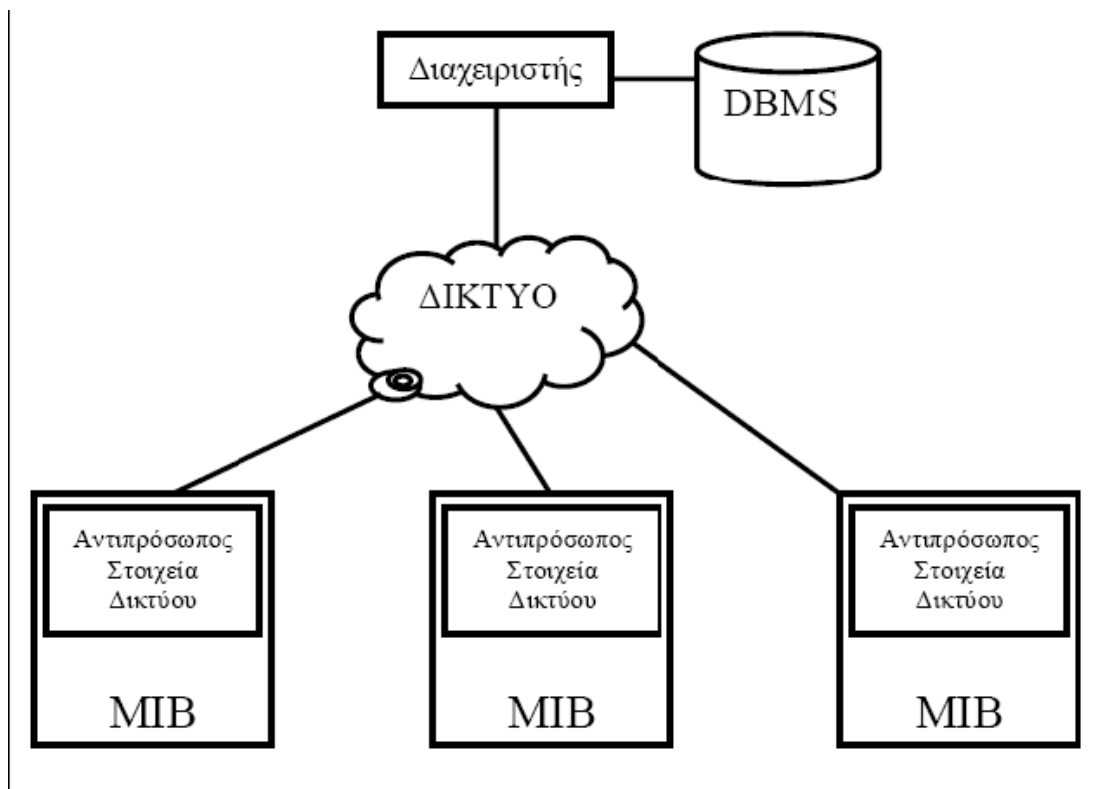 Διαχειριστής
DBMS
ΔΙΚΤΥΟ
Αντιπρόσωπος
Στοιχεία
Δικτύου
MIB
Αντιπρόσωπος
Στοιχεία
Δικτύου
MIB
Αντιπρόσωπος
Στοιχεία
Δικτύου
MIB